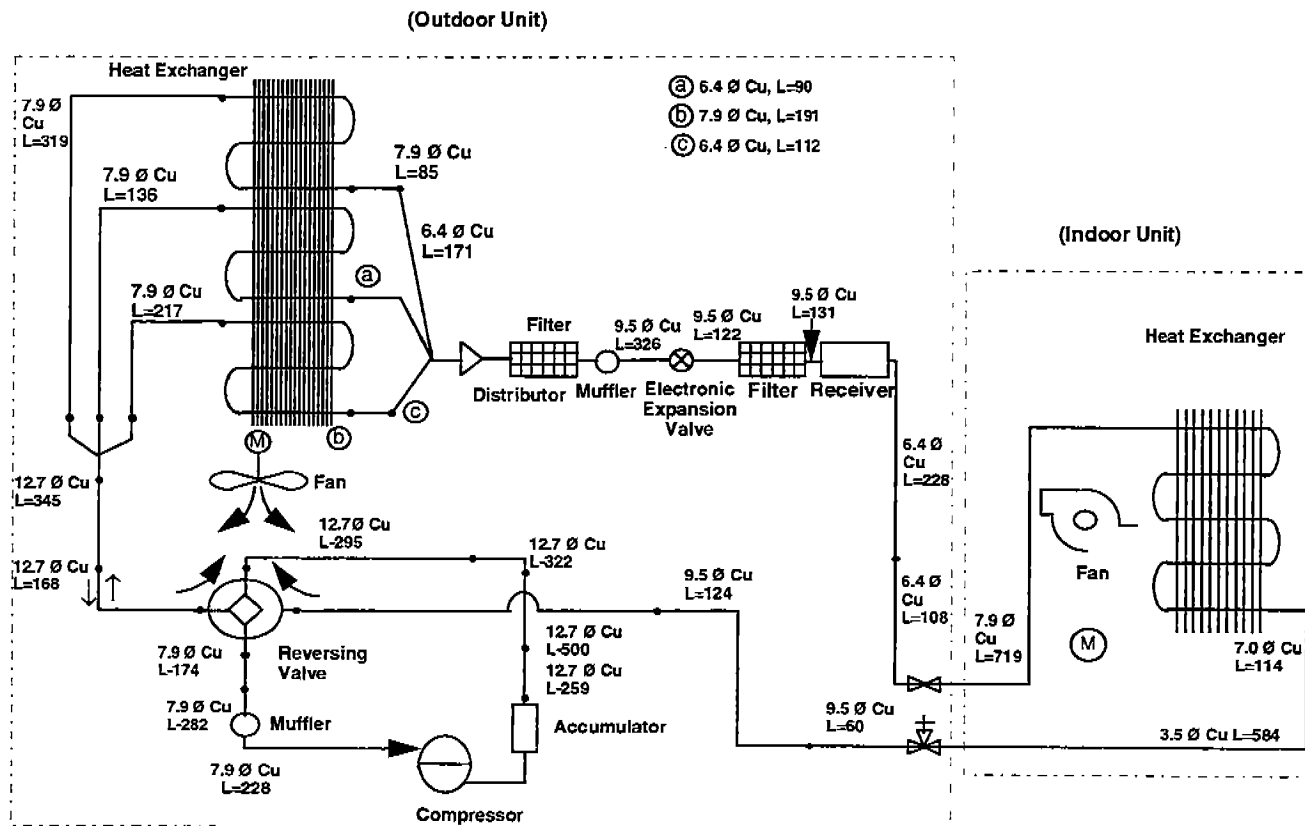 (Outdoor Unit)
Heat Exchanger
ⓐ 6.4 Ø Cu, L=90
ⓑ 7.9 Ø Cu, L=191
ⓒ 6.4 Ø Cu, L=112
7.9 Ø
Cu
L=319
7.9 Ø Cu
L=85
7.9 Ø Cu
L=136
6.4 Ø Cu
L=171
(Indoor Unit)
ⓐ
7.9 Ø Cu
L=217
9.5 Ø Cu
L=131
9.5 Ø Cu
L=122
9.5 Ø Cu
L=326
Filter
Heat Exchanger
Distributor
Muffler
Electronic
Expansion
Valve
Filter
Receiver
ⓒ
M
ⓑ
Fan
12.7 Ø Cu
L=345
6.4 Ø
Cu
L=228
12.7 Ø Cu
L-295
12.7 Ø Cu
L-322
12.7 Ø Cu
L=168
9.5 Ø Cu
L=124
Fan
6.4 Ø
Cu
L=108
7.9 Ø
Cu
L=719
M
7.0 Ø Cu
L=114
12.7 Ø Cu
L-500
7.9 Ø Cu
L-174
Reversing
Valve
12.7 Ø Cu
L-259
7.9 Ø Cu
L-282
Muffler
Accumulator
9.5 Ø Cu
L=60
3.5 Ø Cu L=584
7.9 Ø Cu
L=228
Compressor